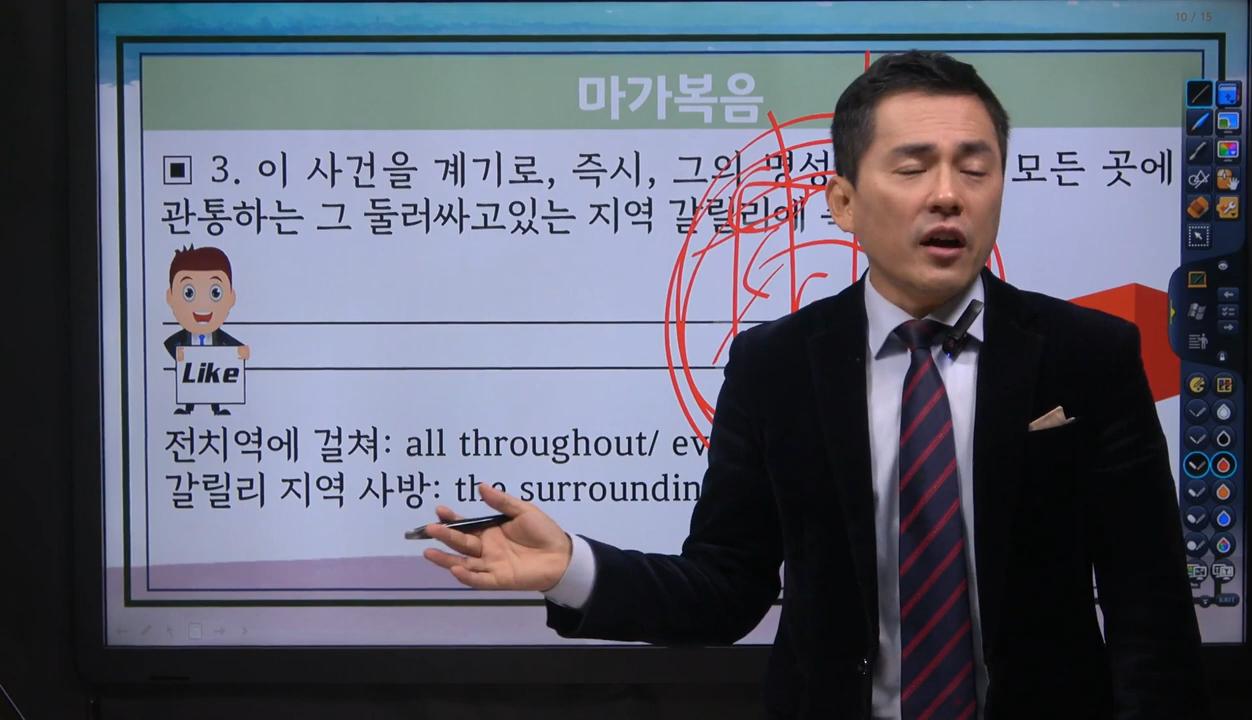 10 / 15
마가복음
▣ 3. 이 사건을 계기로, 즉시, 그의 명성 모든 곳에
관통하는 그 둘러싸고있는 지역 갈릴리에
Like
전치역에 걸쳐: all throughout/
갈릴리 지역 사방: the
EXIT